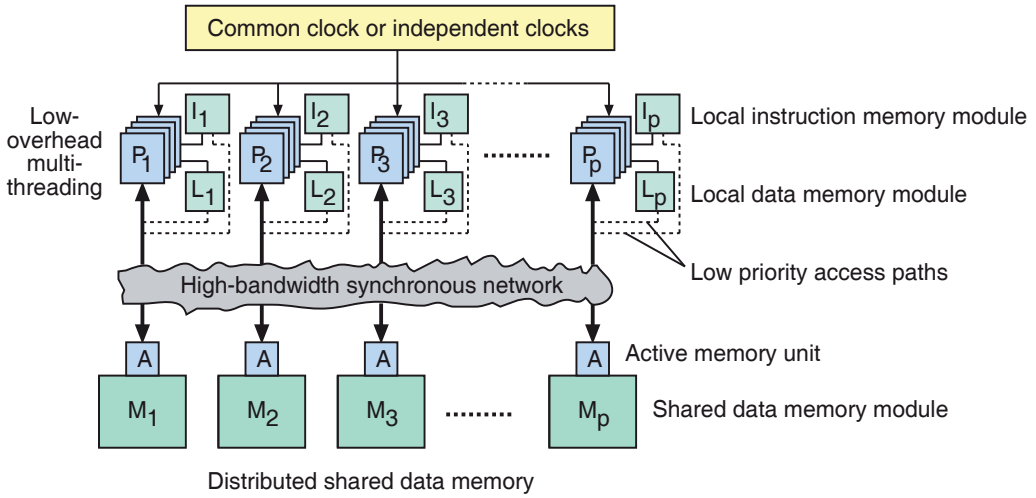 Common clock or independent clocks
Low-
overhead
multi-
threading
I1
I2
I3
Ip
Local instruction memory module
P1
P2
P3
Pp
L1
L2
L3
Lp
Local data memory module
Low priority access paths
High-bandwidth synchronous network
A
A
A
A
Active memory unit
M1
M2
M3
Mp
Shared data memory module
Distributed shared data memory